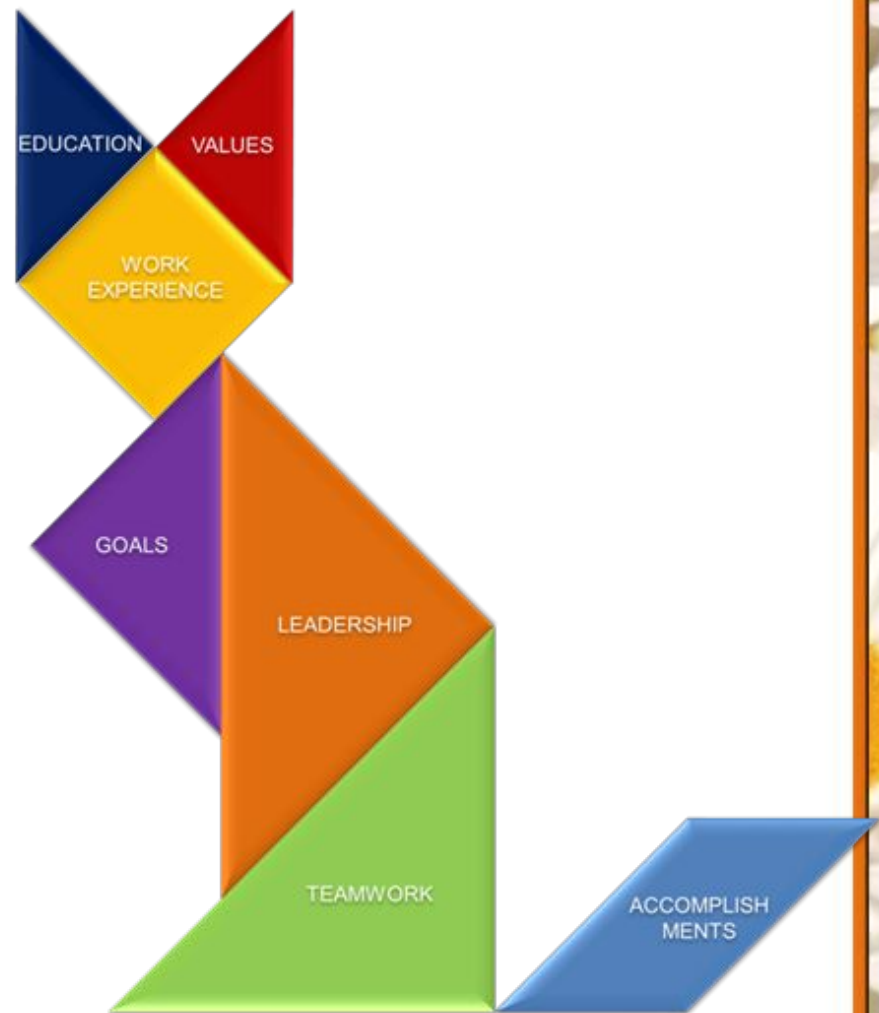 EDUCATION
VALUES
WORK
EXPERIENCE
GOALS
LEADERSHIP
TEAMWORK
ACCOMPLISH
MENTS